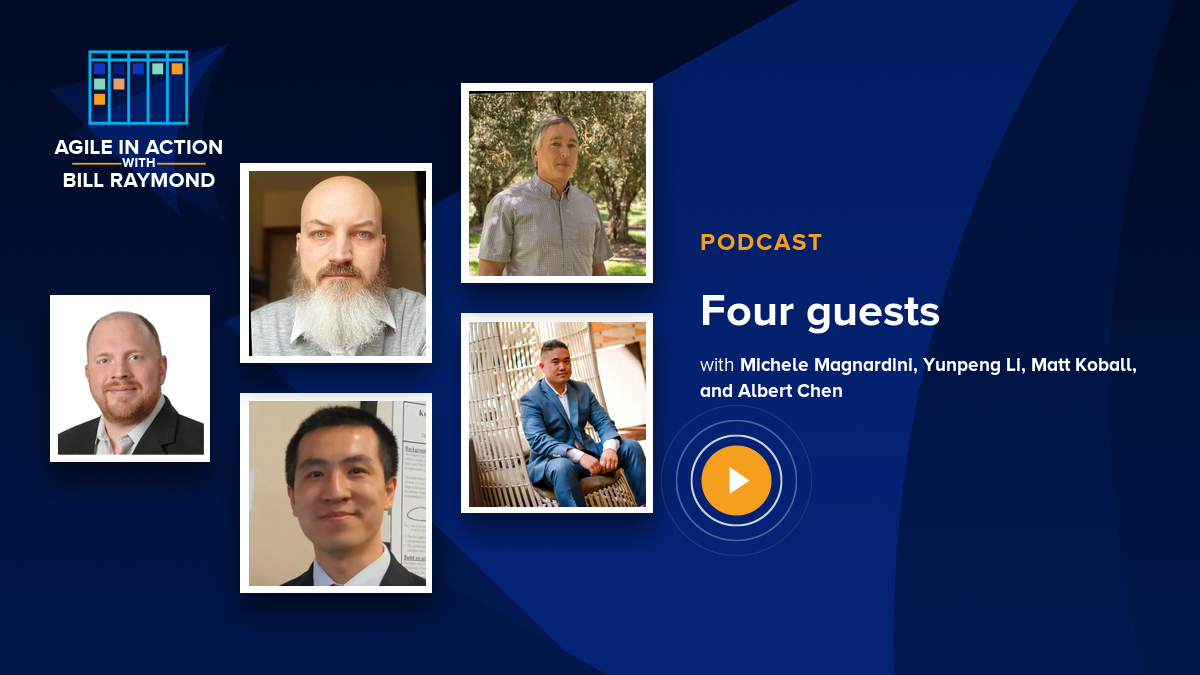 AGILE IN ACTION
WITH
BILL RAYMOND
PODCAST
Four guests
with Michele Magnardini, Yunpeng Li, Matt Koball,
and Albert Chen